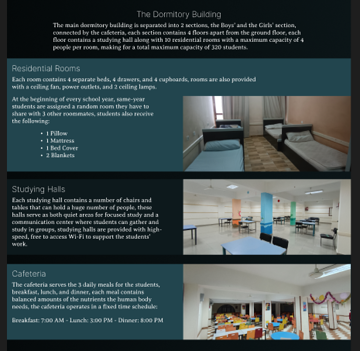 The Dormitory Building
The main dormitory building is separated into 2 sections, the Boys' and the Girls' section,
connected by the cafeteria, each section contains 4 floors apart from the ground floor, each
floor contains a studying hall along with 10 residential rooms with a maximum capacity of 4
people per room, making for a total maximum capacity of 320 students.
Residential Rooms
Each room contains 4 separate beds, 4 drawers, and 4 cupboards, rooms are also provided
with a ceiling fan, power outlets, and 2 ceiling lamps.
At the beginning of every school year, same-year
students are assigned a random room they have to
share with 3 other roommates, students also receive
the following:
• 1 Pillow
• 1 Mattress
• 1 Bed Cover
• 2 Blankets
Studying Halls
Each studying hall contains a number of chairs and
tables that can hold a huge number of people, these
halls serve as both quiet areas for focused study and a
communication center where students can gather and
study in groups, studying halls are provided with high-
speed, free to access Wi-Fi to support the students'
work.
Cafeteria
The cafeteria serves the 3 daily meals for the students,
breakfast, lunch, and dinner, each meal contains
balanced amounts of the nutrients the human body
needs, the cafeteria operates in a fixed time schedule:
Breakfast: 7:00 AM - Lunch: 3:00 PM - Dinner: 8:00 PM